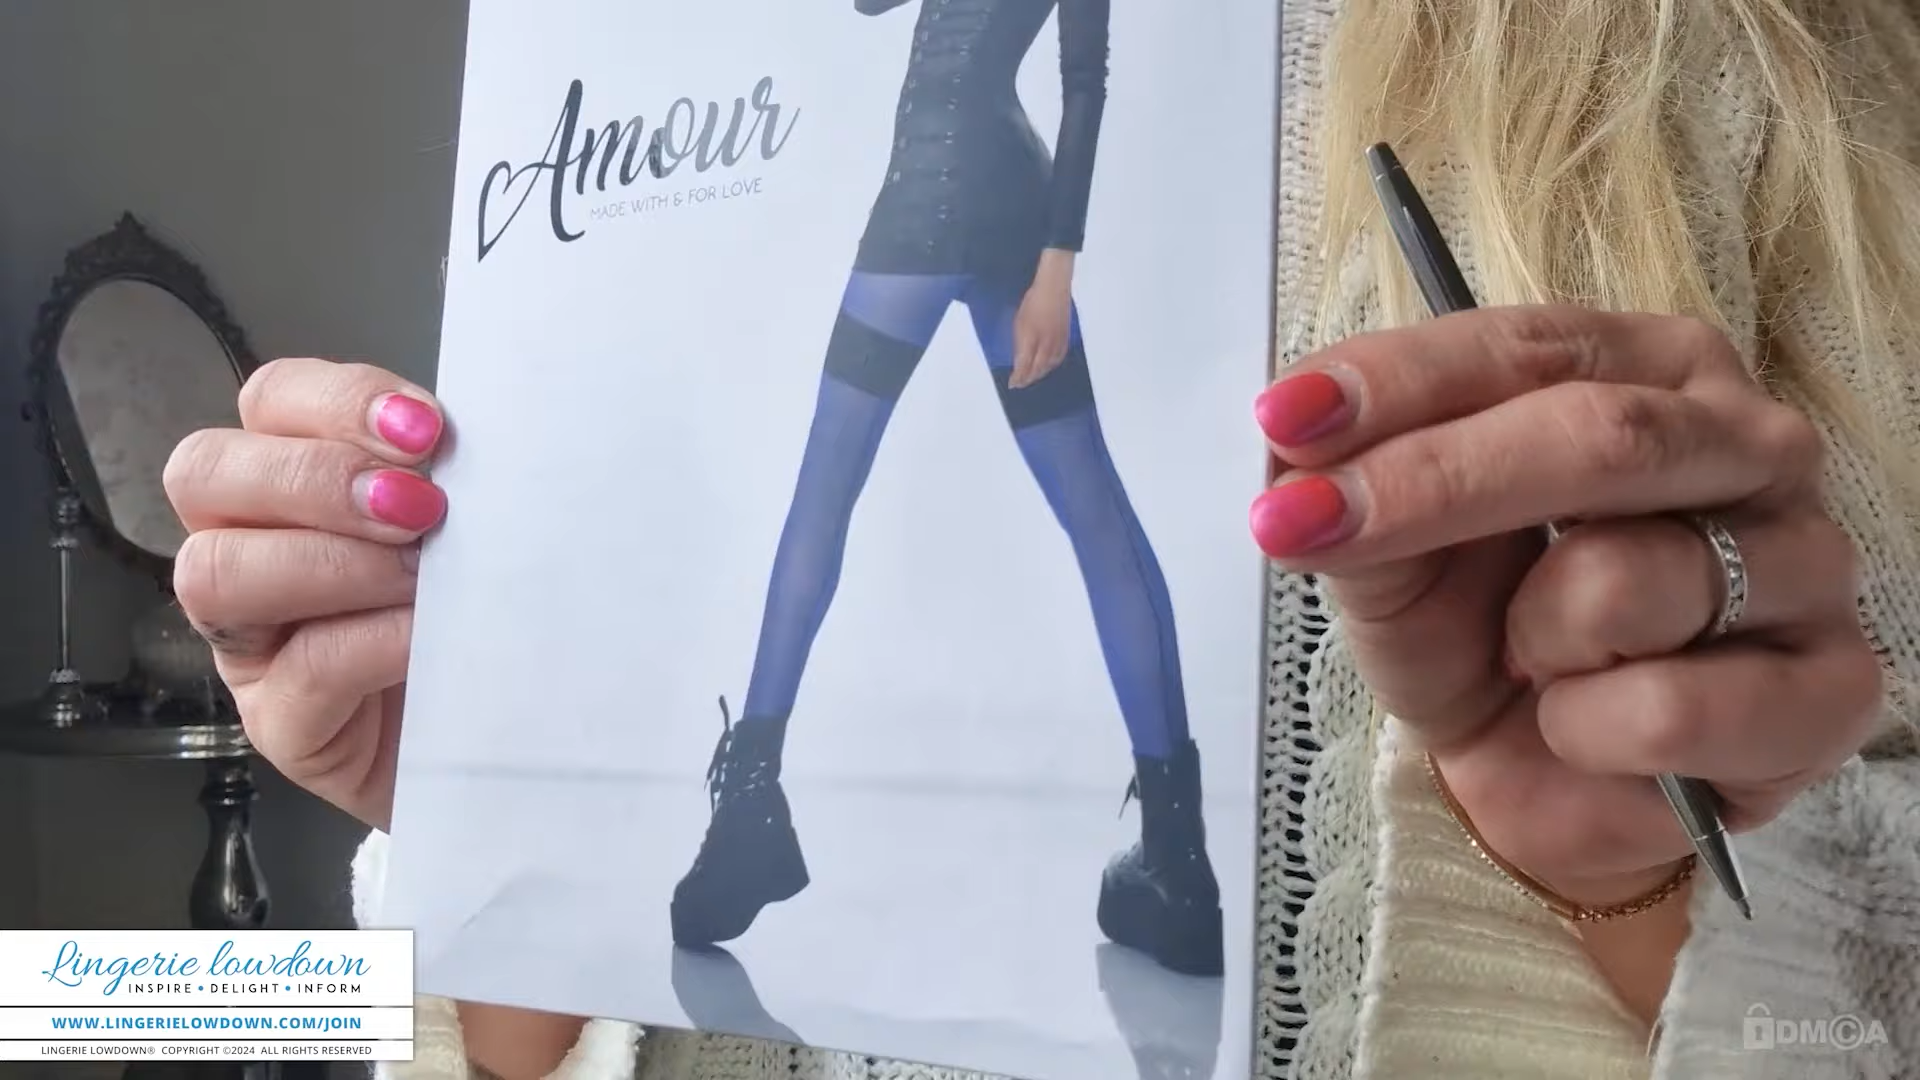 Amour
MADE WITH & FOR LOVE
Lingerie lowdown
INSPIRE • DELIGHT • INFORM
WWW.LINGERIELOWDOWN.COM/JOIN
LINGERIE LOWDOWN® COPYRIGHT ©2024 ALL RIGHTS RESERVED
DMCA